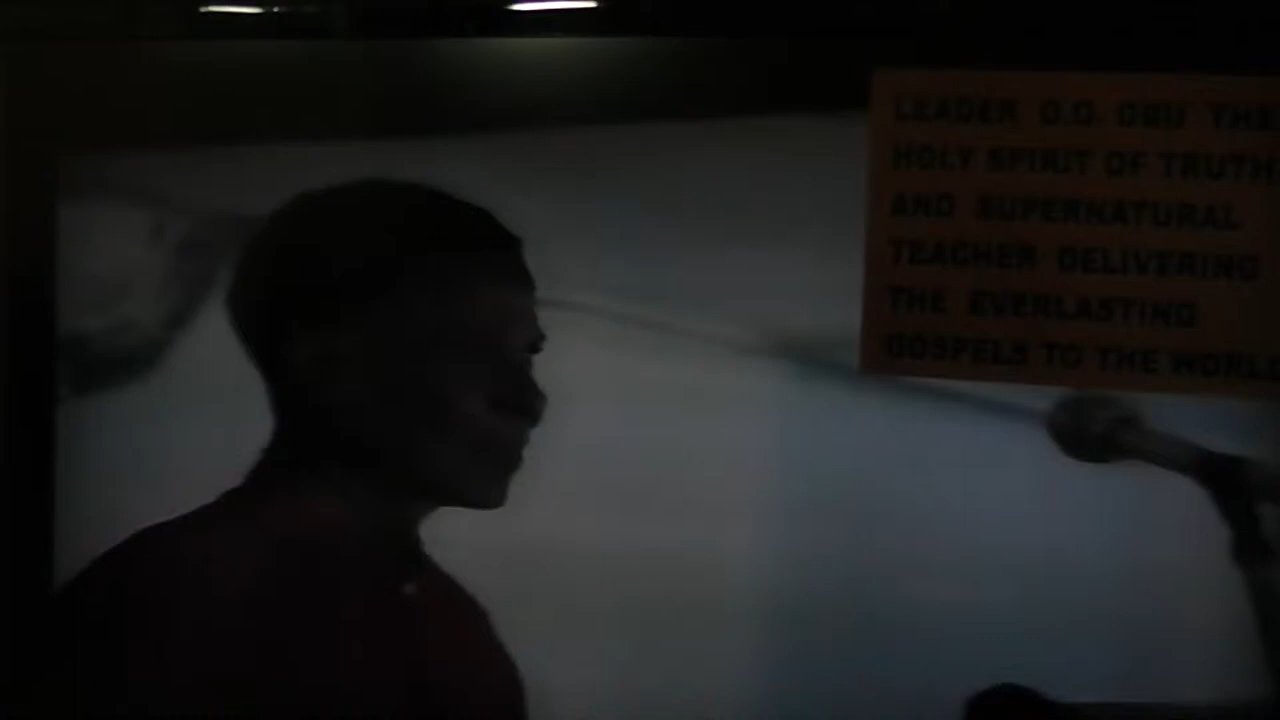 LEADER O.O. OBU THE
HOLY SPIRIT OF TRUTH
AND SUPERNATURAL
TEACHER DELIVERING
THE EVERLASTING
GOSPELS TO THE WORLD